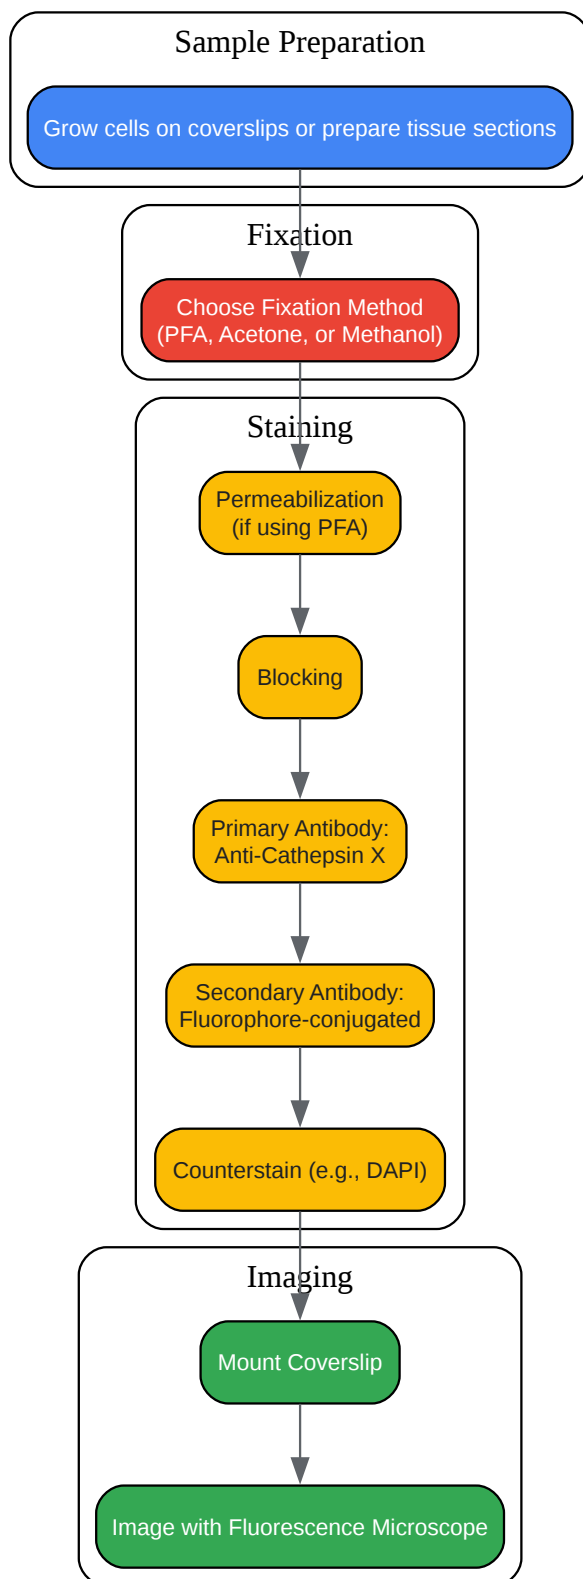 Sample Preparation
Grow cells on coverslips or prepare tissue sections
Fixation
Choose Fixation Method
(PFA, Acetone, or Methanol)
Staining
Permeabilization
(if using PFA)
Blocking
Primary Antibody:
Anti-Cathepsin X
Secondary Antibody:
Fluorophore-conjugated
Counterstain (e.g., DAPI)
Imaging
Mount Coverslip
Image with Fluorescence Microscope